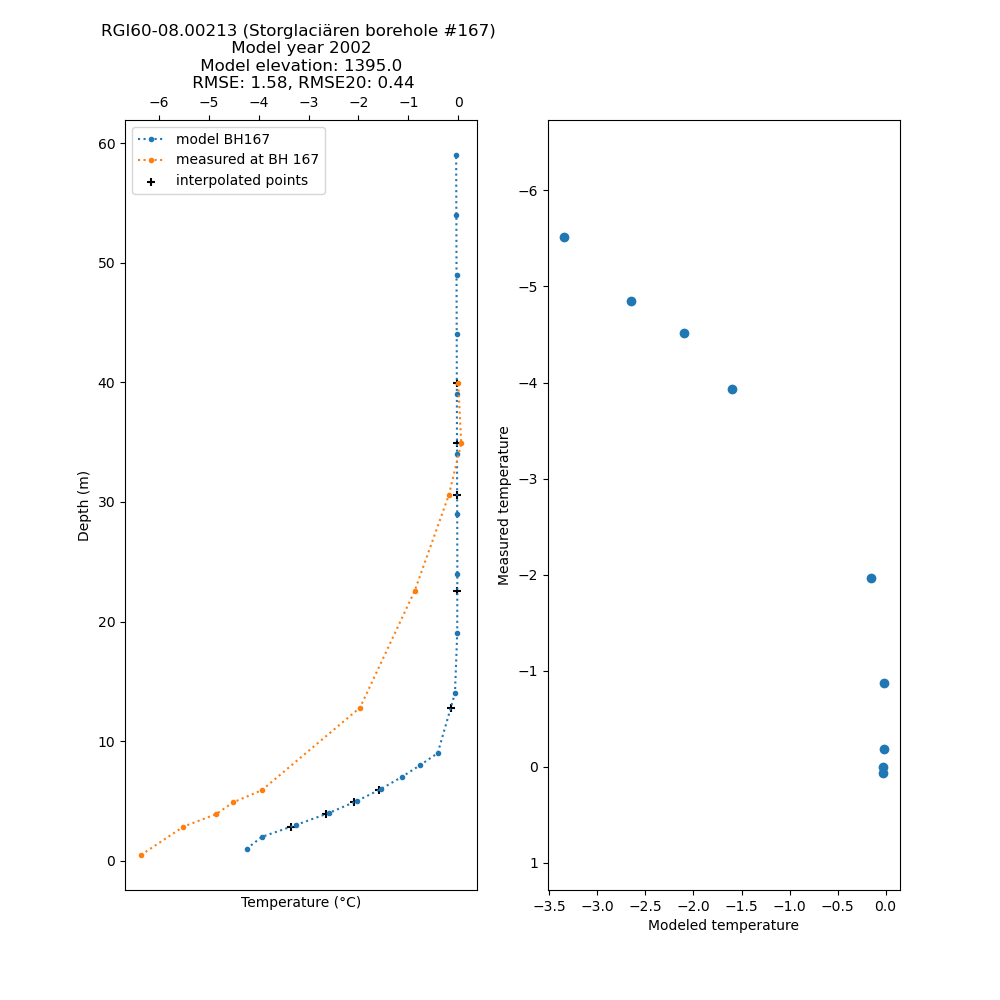 RGI60-08.00213 (Storglaciären borehole #167)
Model year 2002
Model elevation: 1395.0
RMSE: 1.58, RMSE20: 0.44
−6 −5 −4 −3 −2 −1 0
model BH167
measured at BH 167
interpolated points
60
50
40
30
20
10
0
Depth (m)
Temperature (°C)
−6
−5
−4
−3
−2
−1
0
1
Measured temperature
−3.5 −3.0 −2.5 −2.0 −1.5 −1.0 −0.5 0.0
Modeled temperature